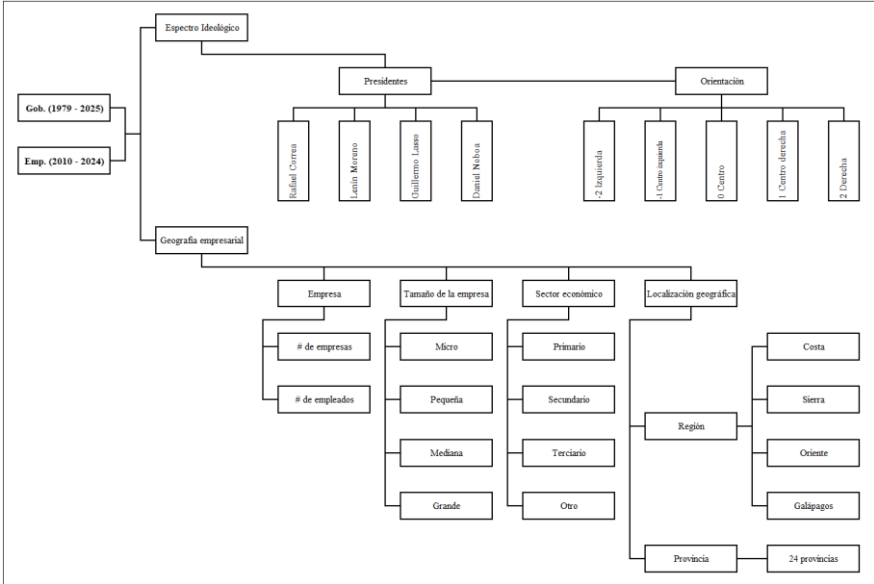 Espectro Ideológico
Presidentes
Orientación
Gob. (1979 - 2025)
Emp. (2010 - 2024)
Rafael Correa
Lenin Moreno
Guillermo Lasso
Daniel Noboa
-2 Izquierda
-1 Centro izquierda
0 Centro
1 Centro derecha
2 Derecha
Geografía empresarial
Empresa
Tamaño de la empresa
Sector económico
Localización geográfica
# de empresas
Micro
Primario
Costa
# de empleados
Pequeña
Secundario
Sierra
Región
Mediana
Terciario
Oriente
Grande
Otro
Galápagos
Provincia
24 provincias